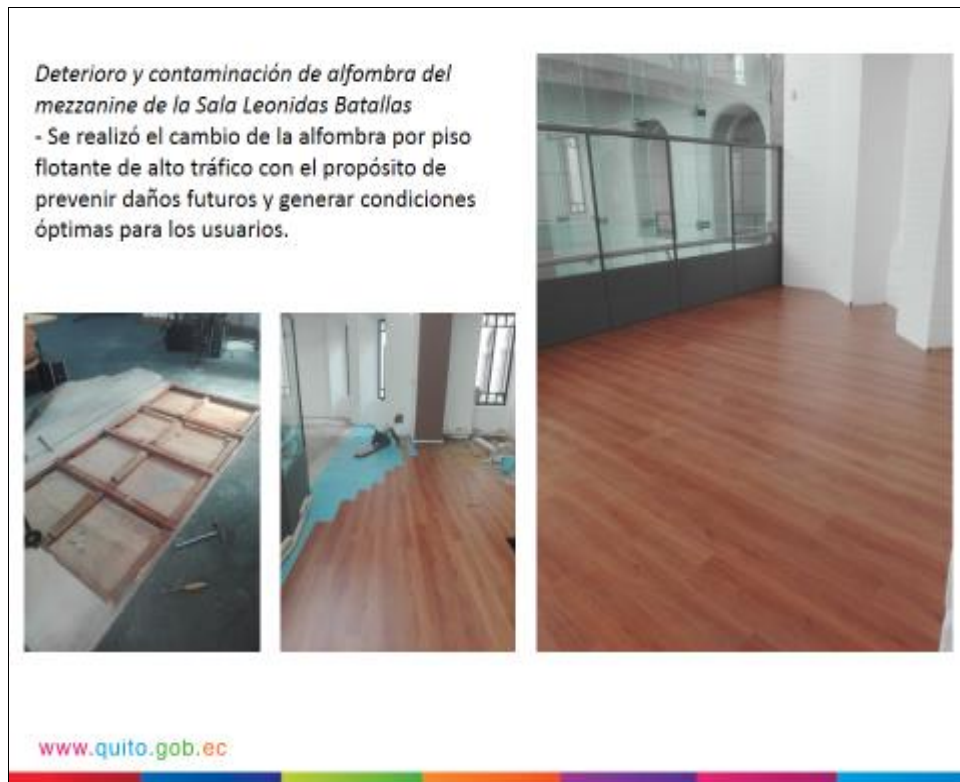 Deterioro y contaminación de alfombra del
mezzanine de la Sala Leonidas Batallas
- Se realizó el cambio de la alfombra por piso
flotante de alto tráfico con el propósito de
prevenir daños futuros y generar condiciones
óptimas para los usuarios.
www.quito.gob.ec